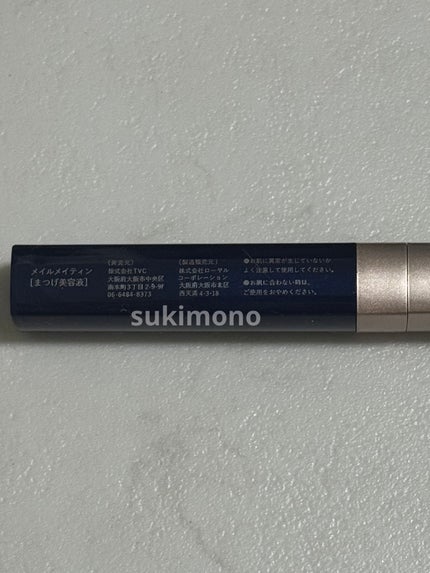 メイルメイティン
【まつげ美容液】
(発売元)
株式会社TVC
大阪府大阪市中央区
南本町3丁目2-9-9F
06-6484-8373
(製造販売元)
株式会社ローヤル
コーポレーション
大阪府大阪市北区
西天満4-3-18
●お肌に異常が生じていないか
よく注意して使用してください。
●お肌に合わない時は、
ご使用をおやめください。
sukimono